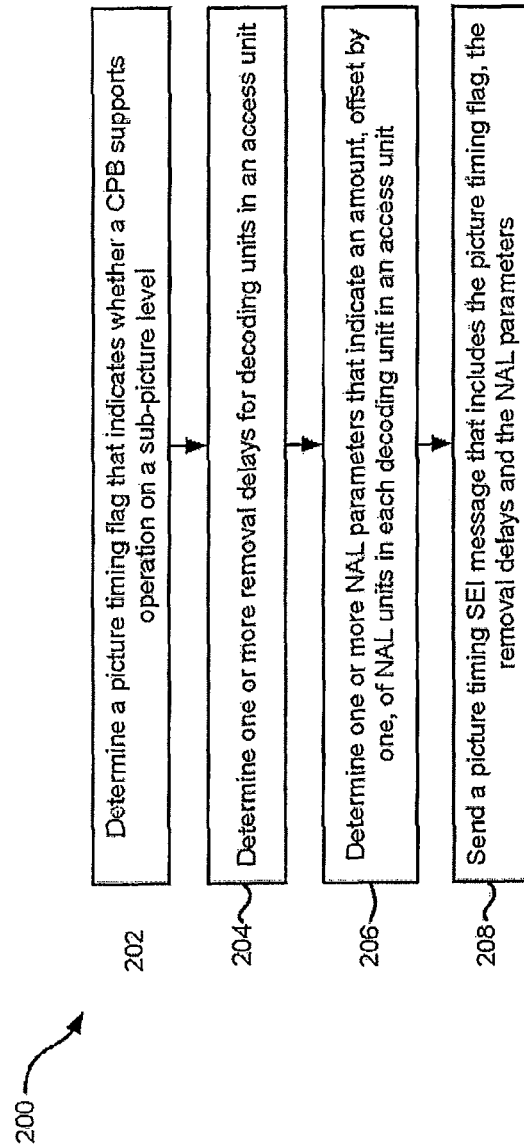 200
202
Determine a picture timing flag that indicates whether a CPB supports
operation on a sub-picture level
204
Determine one or more removal delays for decoding units in an access unit
206
Determine one or more NAL parameters that indicate an amount, offset by
one, of NAL units in each decoding unit in an access unit
208
Send a picture timing SEI message that includes the picture timing flag, the
removal delays and the NAL parameters